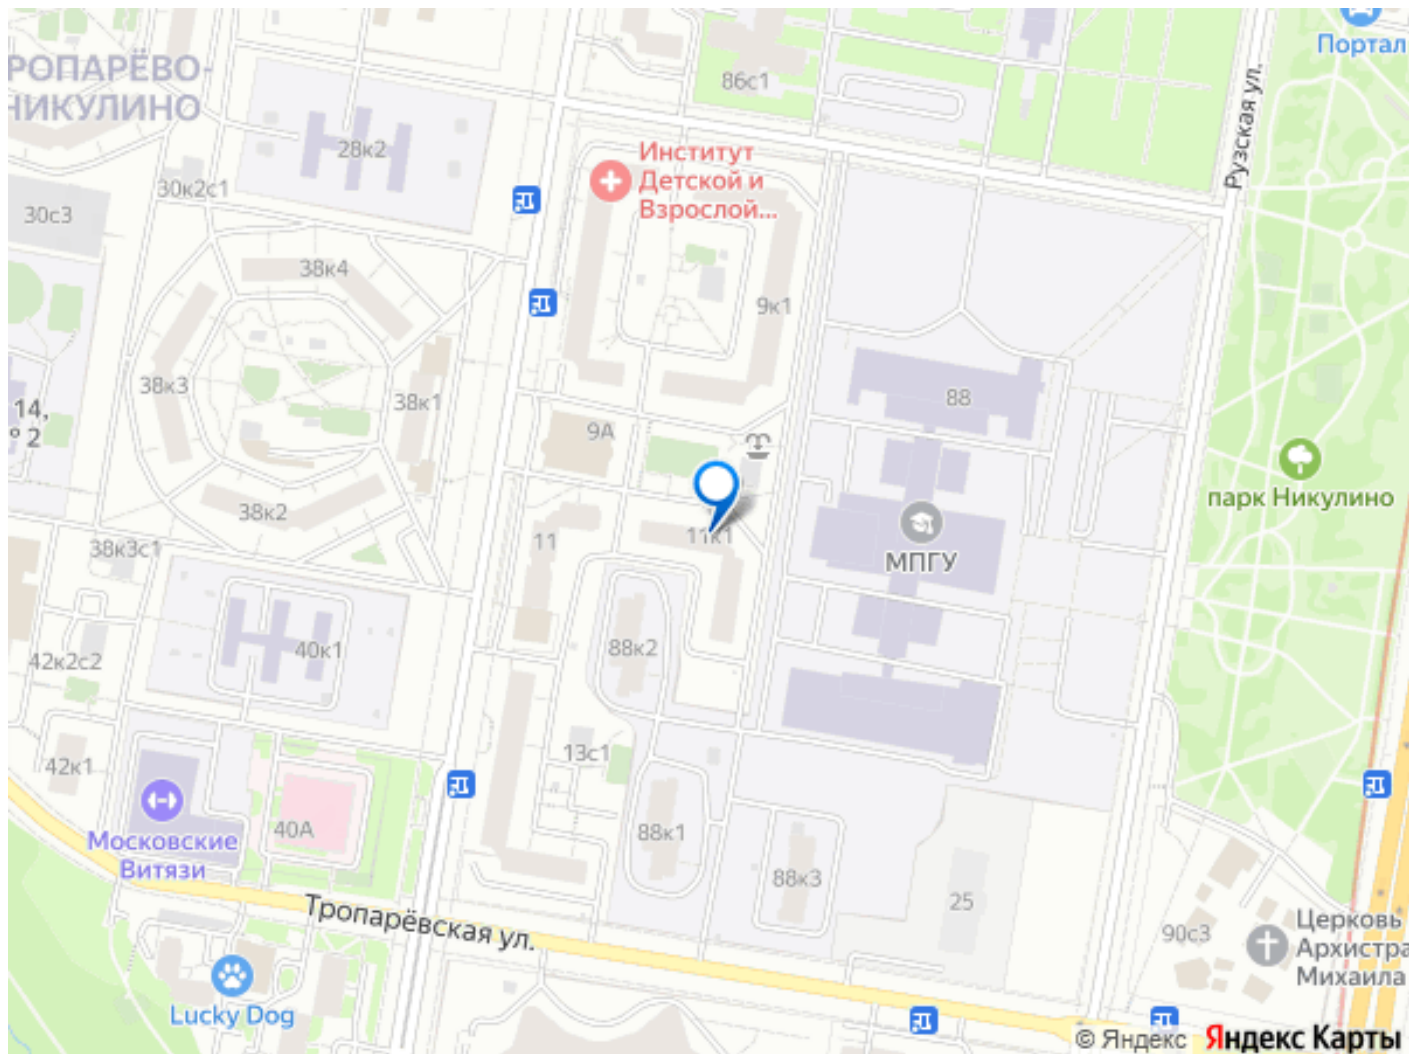 Портал
86с1
РОПАРЁВО-
НИКУЛИНО
Рузская ул.
28к2
Институт
Детской и
Взрослой...
30к2с1
30с3
38к4
9к1
38к3
38к1
88
14,
° 2
9А
парк Никулино
38к2
11к1
11
38к3с1
МПГУ
40к1
88к2
42к2с2
13с1
42к1
40А
88к1
Московские
Витязи
88к3
25
Тропарёвская ул.
90с3
Церковь
Архистра
Михаила
Lucky Dog
© Яндекс Яндекс Карты